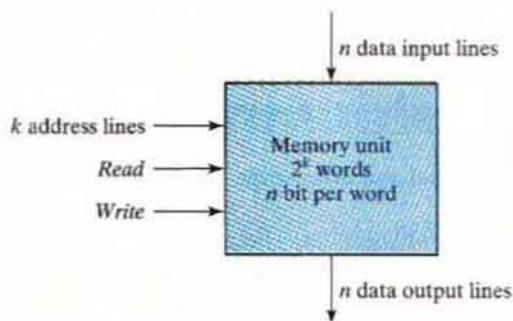 n data input lines
k address lines
Read
Write
Memory unit
2^k words
n bit per word
n data output lines